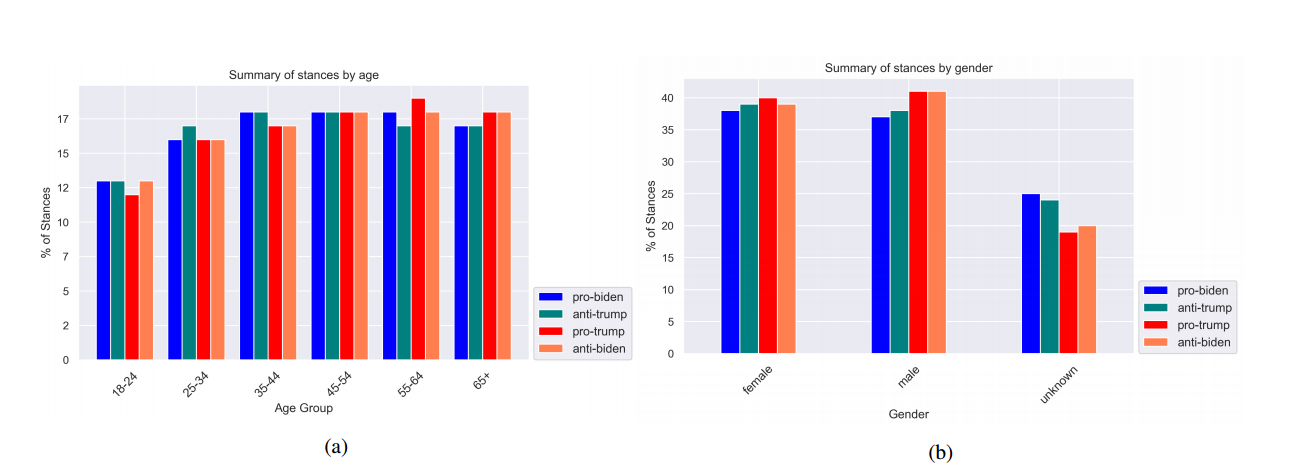 Summary of stances by age
% of Stances
17
15
12
10
7
5
2
0
18-24
25-34
35-44
45-54
55-64
65+
Age Group
pro-biden
anti-trump
pro-trump
anti-biden
(a)
Summary of stances by gender
% of Stances
40
35
30
25
20
15
10
5
0
female
male
unknown
Gender
pro-biden
anti-trump
pro-trump
anti-biden
(b)